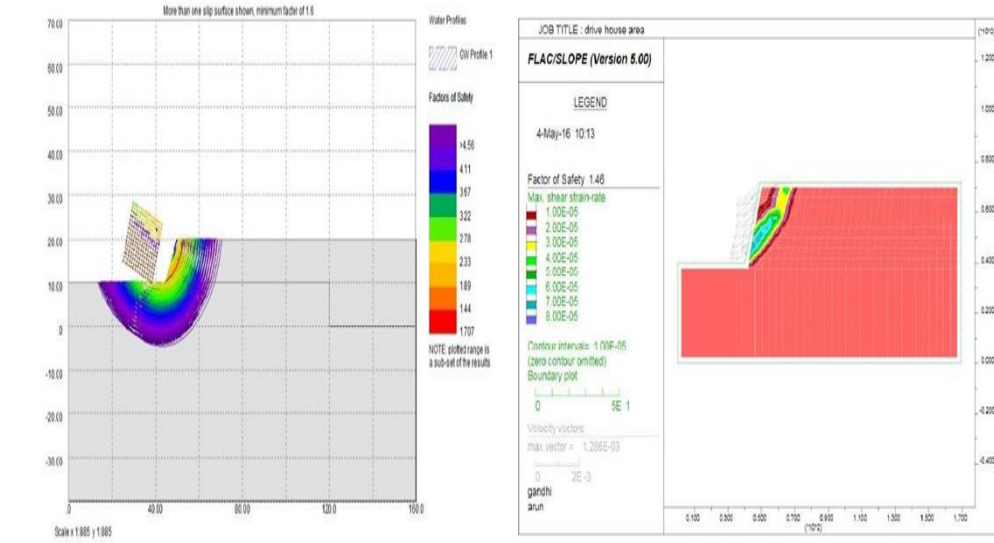 More than one slip surface shown, minimum factor of 1.6
70.00
60.00
50.00
40.00
30.00
20.00
10.00
0
-10.00
-20.00
-30.00
.0
40.00
80.00
120.0
160.0
Scale x 1:885 y 1:885
Water Profiles
GW Profile 1
Factors of Safety
>4.56
4.11
3.67
3.22
2.78
2.33
1.89
1.44
NOTE: plotted range is
a sub-set of the results
JOB TITLE : drive house area
FLAC/SLOPE (Version 5.00)
LEGEND
4-May-16 10:13
Factor of Safety 1.46
Max. shear strain-rate
1.00E-05
2.00E-05
3.00E-05
4.00E-05
5.00E-05
6.00E-05
7.00E-05
8.00E-05
Contour interval= 1.00E-05
(zero contour omitted)
Boundary plot
0 5E 1
Velocity vectors
max vector = 1.286E-03
0 2E -3
gandhi
arun
(*10^2)
1.200
1.000
0.800
0.600
0.400
0.200
0.000
-0.200
-0.400
0.100 0.300 0.500 0.700 0.900 1.100 1.300 1.500 1.700
(*10^2)